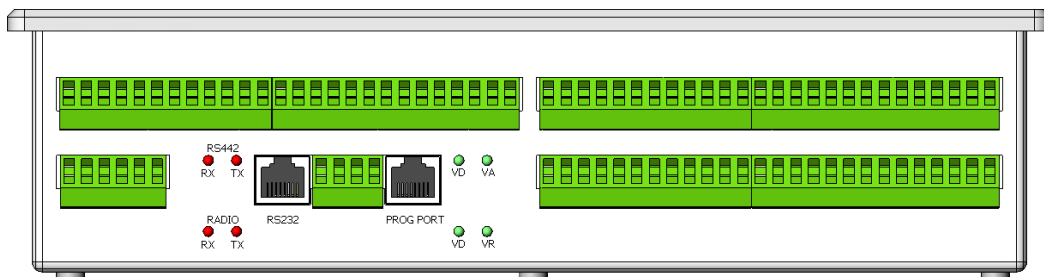 RS442
RX TX
VD VA
RADIO
RS232
PROG PORT
RX TX
VD VR